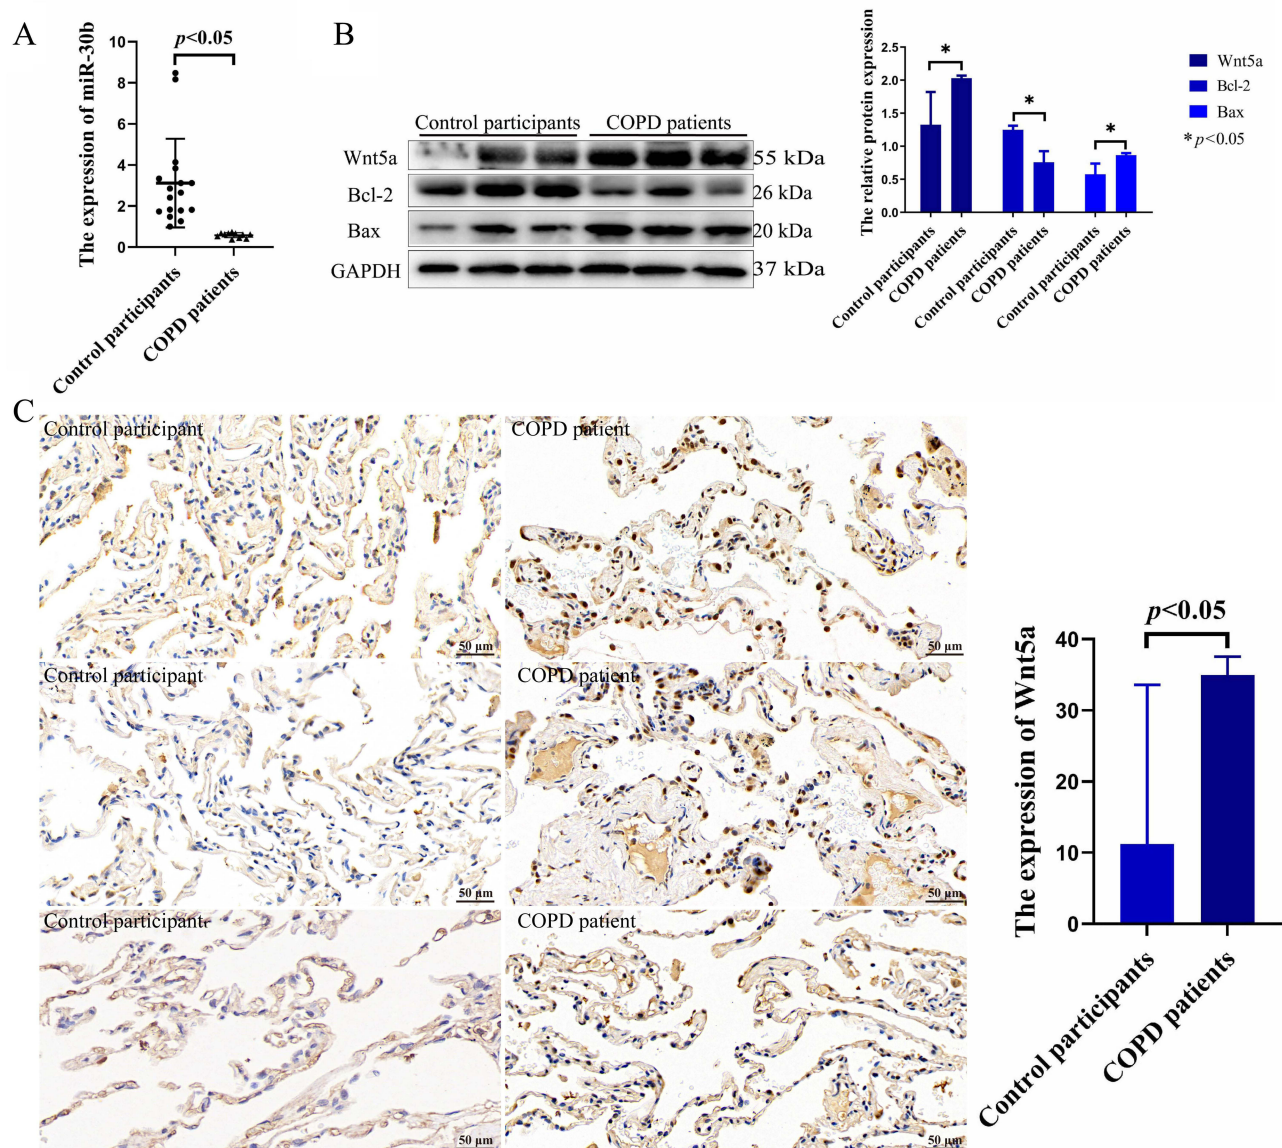 A
The expression of miR-30b
p<0.05
10
8
6
4
2
0
Control participants
COPD patients
B
Control participants
COPD patients
Wnt5a
55 kDa
Bcl-2
26 kDa
Bax
20 kDa
GAPDH
37 kDa
The relative protein expression
2.5
2.0
1.5
1.0
0.5
0.0
*
*
*
Control participants
COPD patients
Control participants
COPD patients
Control participants
COPD patients
Wnt5a
Bcl-2
Bax
* p<0.05
C
Control participant
50 μm
COPD patient
50 μm
Control participant
50 μm
COPD patient
50 μm
Control participant
50 μm
COPD patient
50 μm
The expression of Wnt5a
p<0.05
40
30
20
10
0
Control participants
COPD patients